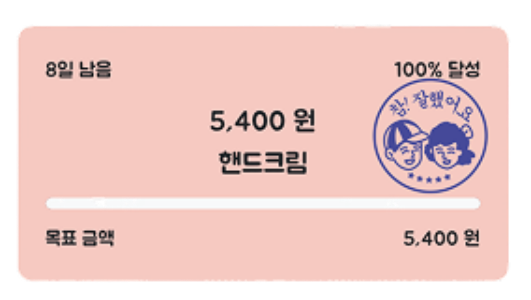 8일 남음
100% 달성
참! 잘했어요
5,400 원
핸드크림
목표 금액
5,400 원